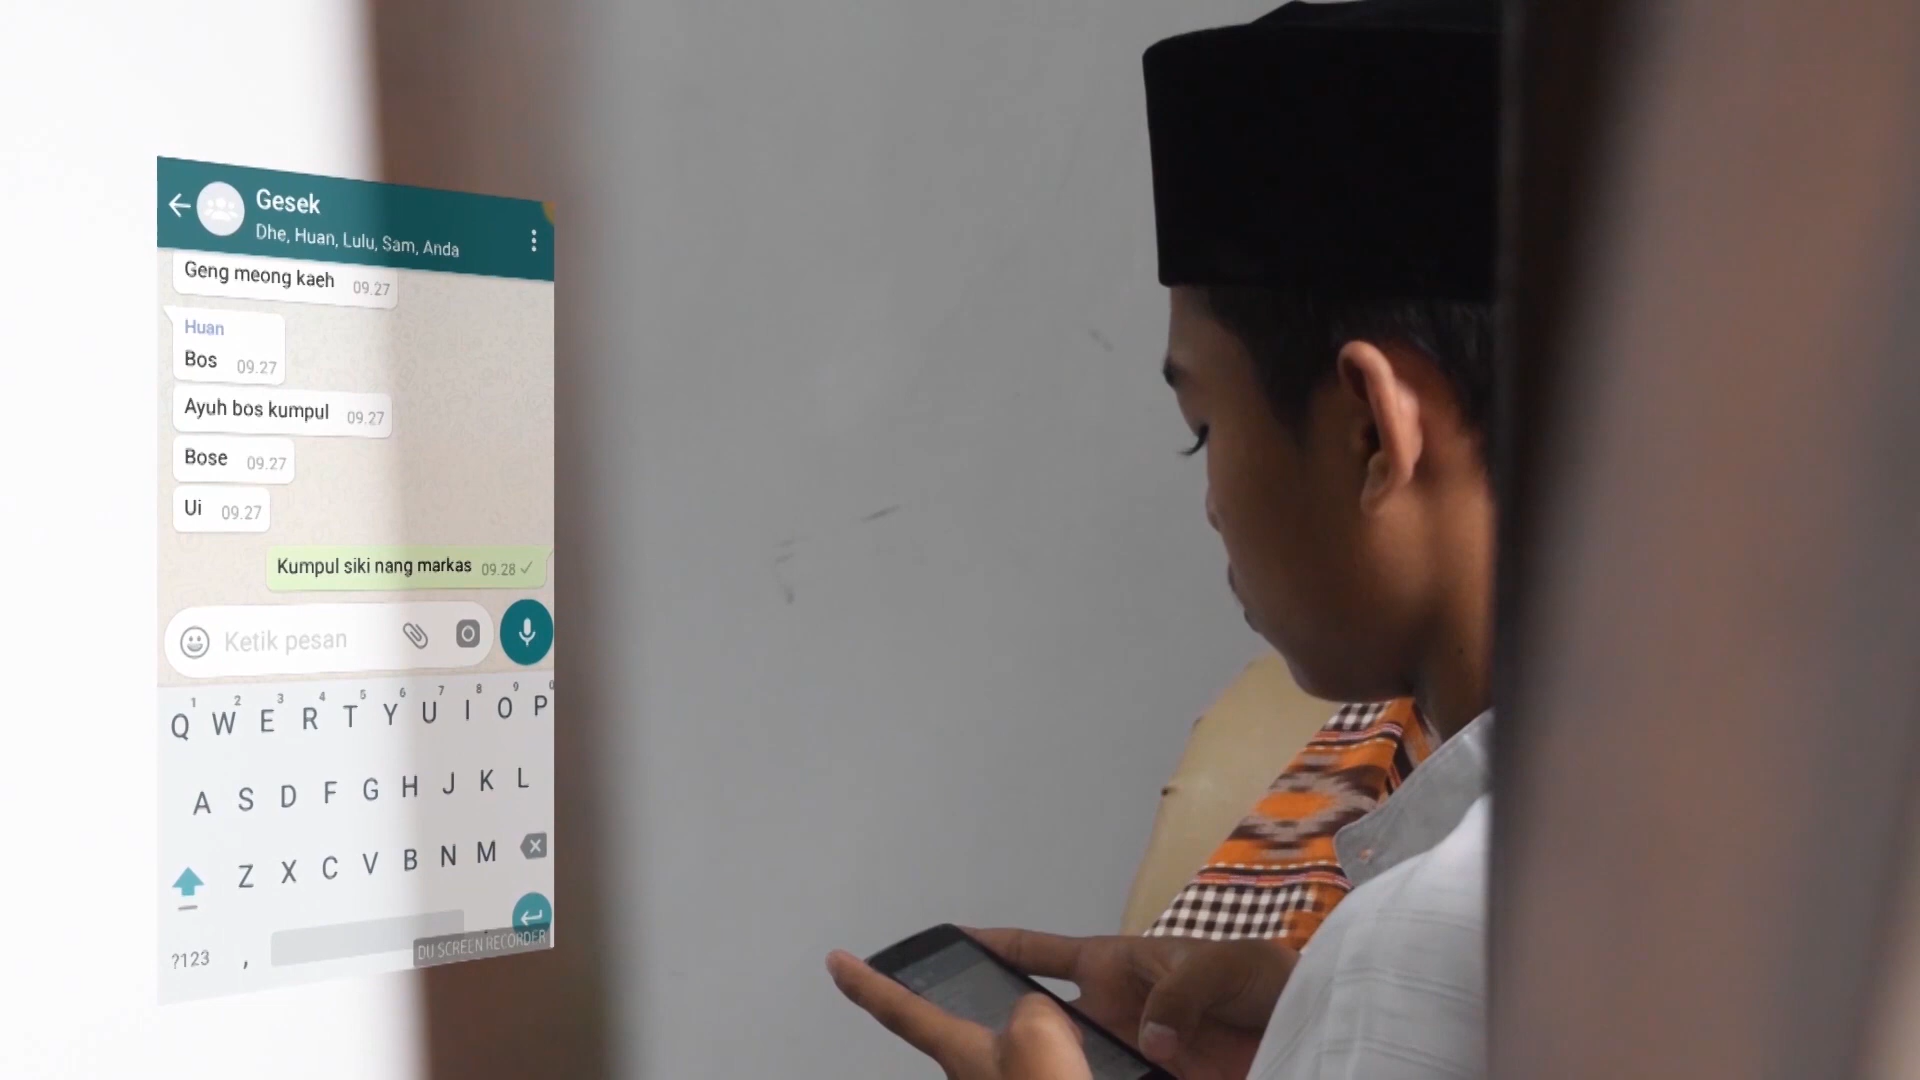 Gesek
Dhe, Huan, Lulu, Sam, Anda
Geng meong kaeh 09.27
Huan
Bos 09.27
Ayuh bos kumpul 09.27
Bose 09.27
Ui 09.27
Kumpul siki nang markas 09.28
Ketik pesan
1 2 3 4 5 6 7 8 9 0
Q W E R T Y U I O P
A S D F G H J K L
Z X C V B N M
?123 , .
DU SCREEN RECORDER